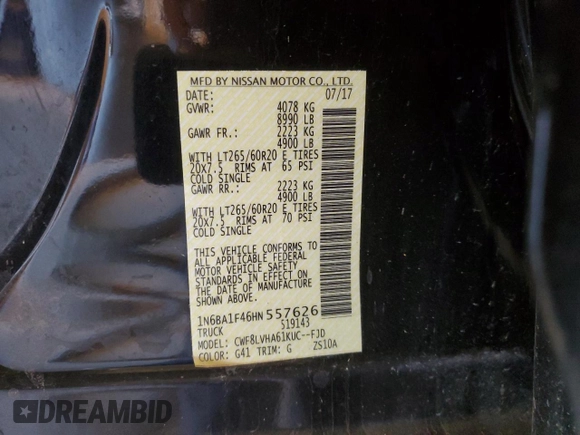 MFD BY NISSAN MOTOR CO., LTD.
DATE: 07/17
GVWR: 4078 KG
8990 LB
GAWR FR.: 2223 KG
4900 LB
WITH LT265/60R20 E TIRES
20X7.5 RIMS AT 65 PSI
COLD SINGLE
GAWR RR.: 2223 KG
4900 LB
WITH LT265/60R20 E TIRES
20X7.5 RIMS AT 70 PSI
COLD SINGLE
THIS VEHICLE CONFORMS TO
ALL APPLICABLE FEDERAL
MOTOR VEHICLE SAFETY
STANDARDS IN EFFECT ON
THE DATE OF MANUFACTURE
SHOWN ABOVE.
1N6BA1F46HN557626
TRUCK S19143
MODEL: CWF8LVHA61KUC--FJD
COLOR: G41 TRIM: G ZS10A
DREAMBID